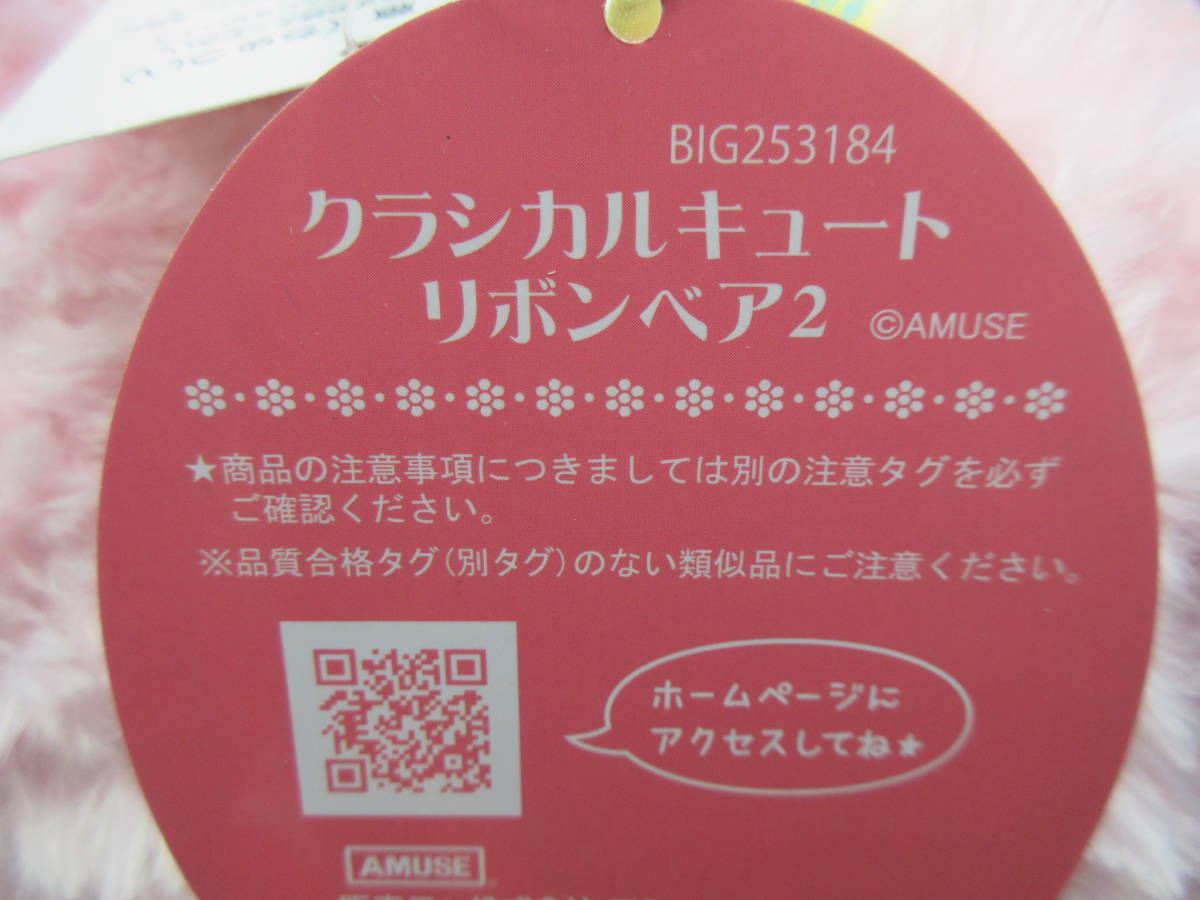 BIG253184
クラシカルキュート
リボンベア2 ©AMUSE
★商品の注意事項につきましては別の注意タグを必ず
ご確認ください。
※品質合格タグ(別タグ)のない類似品にご注意ください。
ホームページに
アクセスしてね★
AMUSE